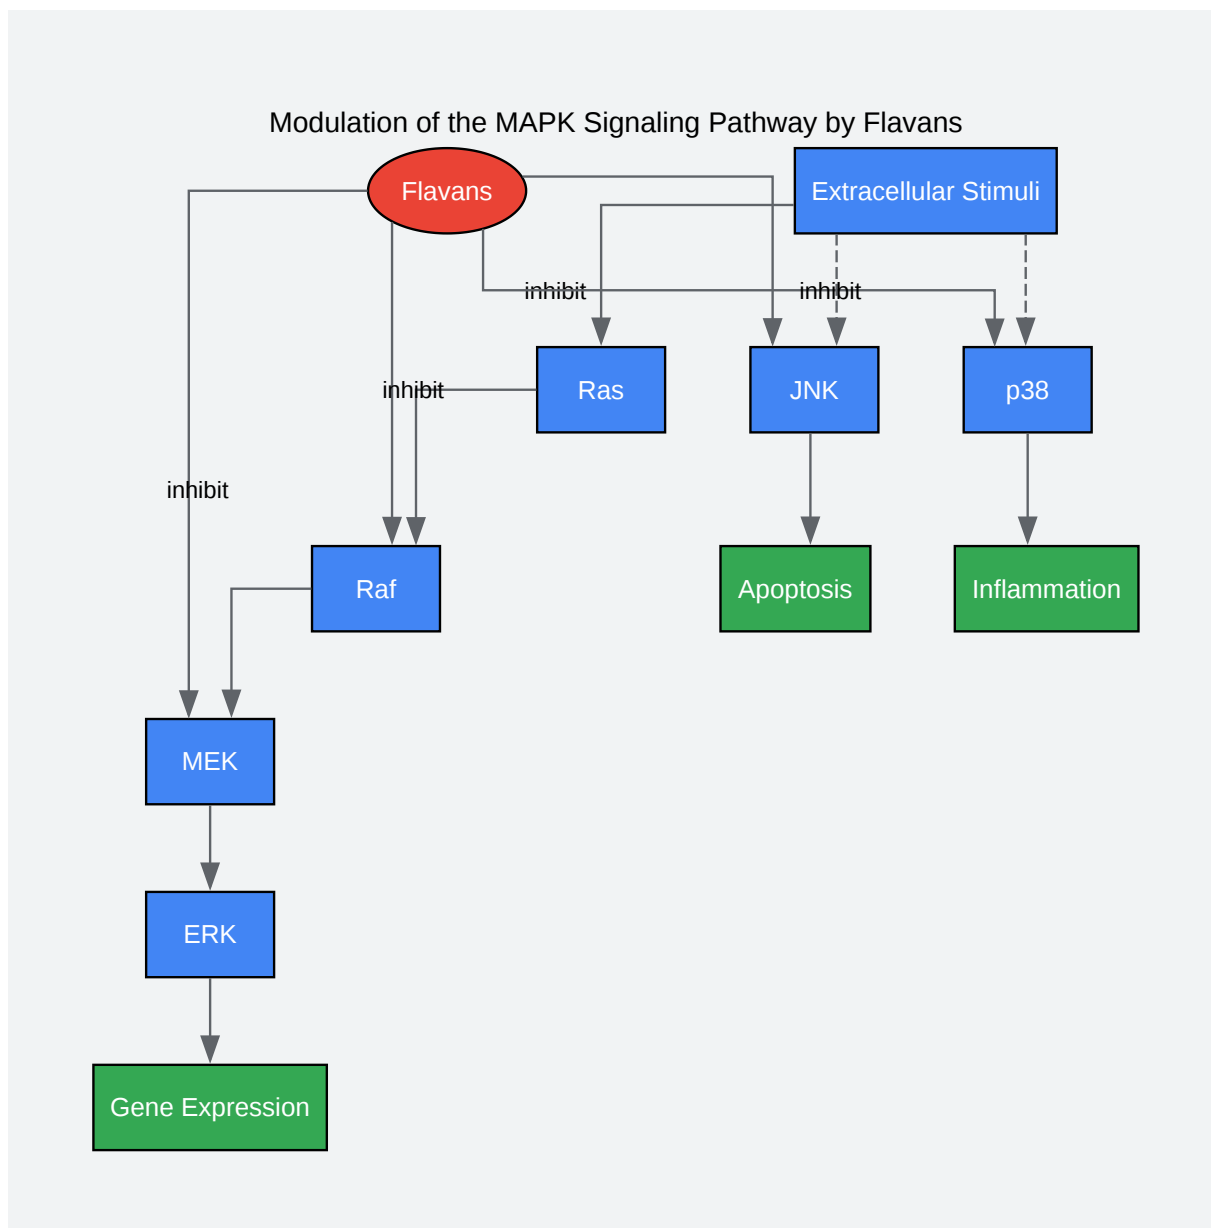 Modulation of the MAPK Signaling Pathway by Flavans
Flavans
Extracellular Stimuli
inhibit
inhibit
Ras
JNK
p38
inhibit
inhibit
Raf
Apoptosis
Inflammation
MEK
ERK
Gene Expression